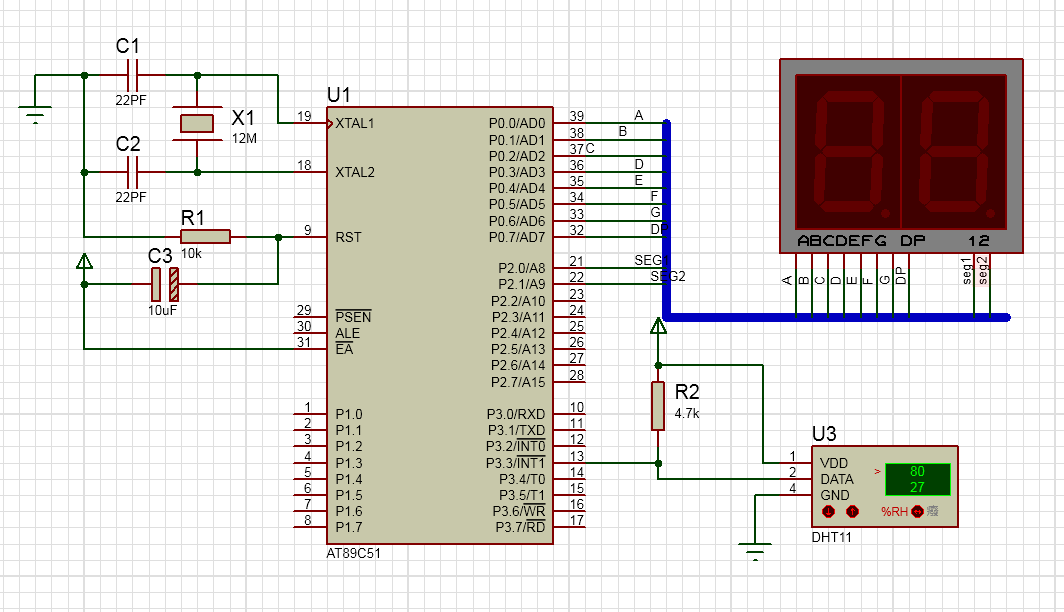 C1
22PF
X1
12M
C2
22PF
R1
10k
C3
10uF
U1
19 XTAL1
18 XTAL2
9 RST
29 PSEN
30 ALE
31 EA
1 P1.0
2 P1.1
3 P1.2
4 P1.3
5 P1.4
6 P1.5
7 P1.6
8 P1.7
P0.0/AD0 39 A
P0.1/AD1 38 B
P0.2/AD2 37 C
P0.3/AD3 36 D
P0.4/AD4 35 E
P0.5/AD5 34 F
P0.6/AD6 33 G
P0.7/AD7 32 DP
P2.0/A8 21 SEG1
P2.1/A9 22 SEG2
P2.2/A10 23
P2.3/A11 24
P2.4/A12 25
P2.5/A13 26
P2.6/A14 27
P2.7/A15 28
P3.0/RXD 10
P3.1/TXD 11
P3.2/INT0 12
P3.3/INT1 13
P3.4/T0 14
P3.5/T1 15
P3.6/WR 16
P3.7/RD 17
AT89C51
ABCDEFG DP 12
A B C D E F G DP seg1 seg2
R2
4.7k
U3
1 VDD
2 DATA
4 GND
> 80
27
%RH
DHT11